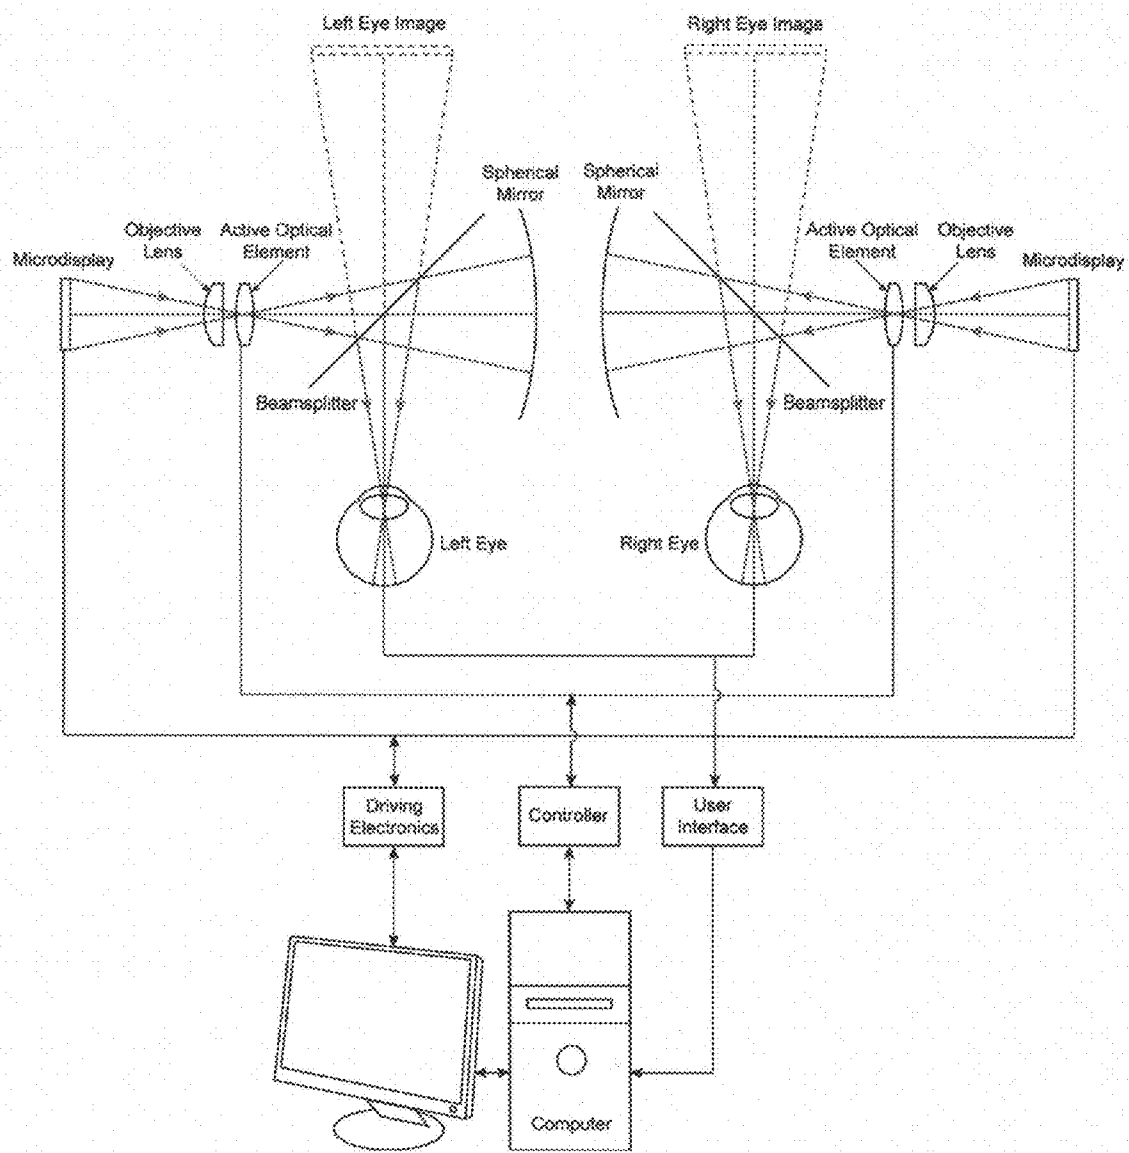 Left Eye Image
Right Eye Image
Spherical
Mirror
Spherical
Mirror
Objective
Lens
Active Optical
Element
Active Optical
Element
Objective
Lens
Microdisplay
Microdisplay
Beamsplitter
Beamsplitter
Left Eye
Right Eye
Driving
Electronics
Controller
User
Interface
Computer